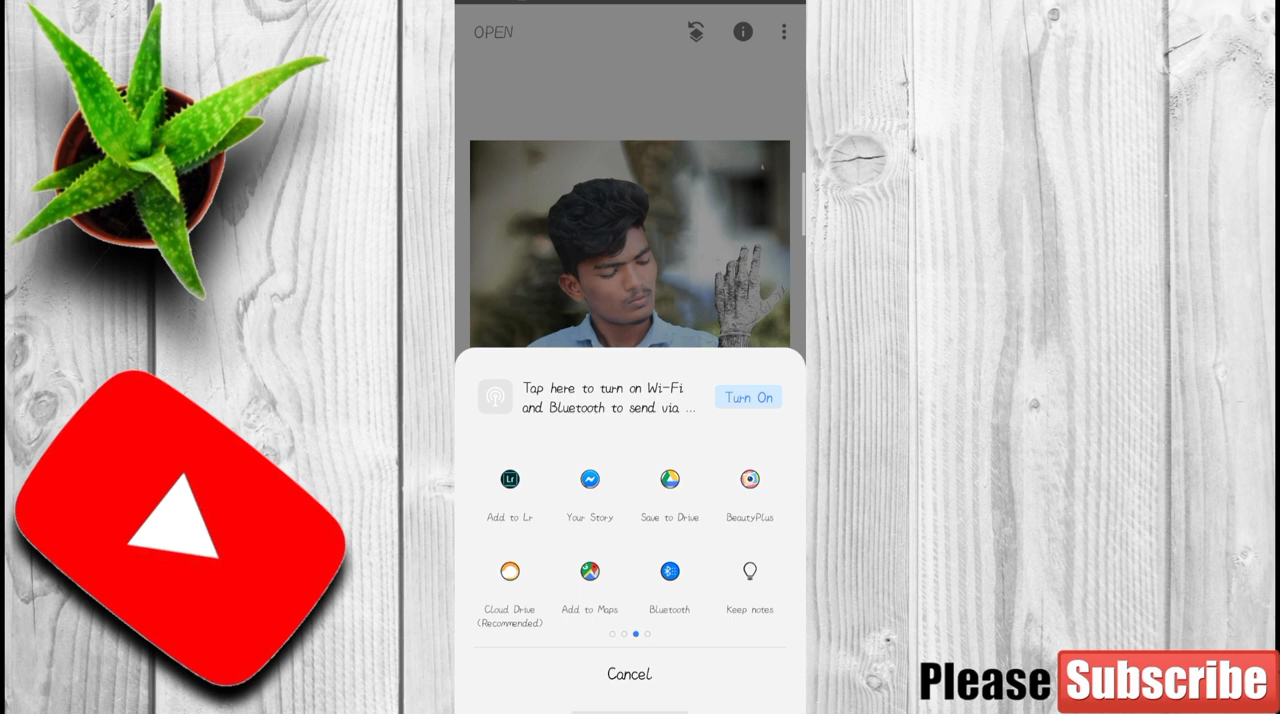 OPEN
Tap here to turn on Wi-Fi
and Bluetooth to send via ...
Turn On
Lr
Add to Lr
Your Story
Save to Drive
BeautyPlus
Cloud Drive
(Recommended)
Add to Maps
Bluetooth
Keep notes
Cancel
Please Subscribe